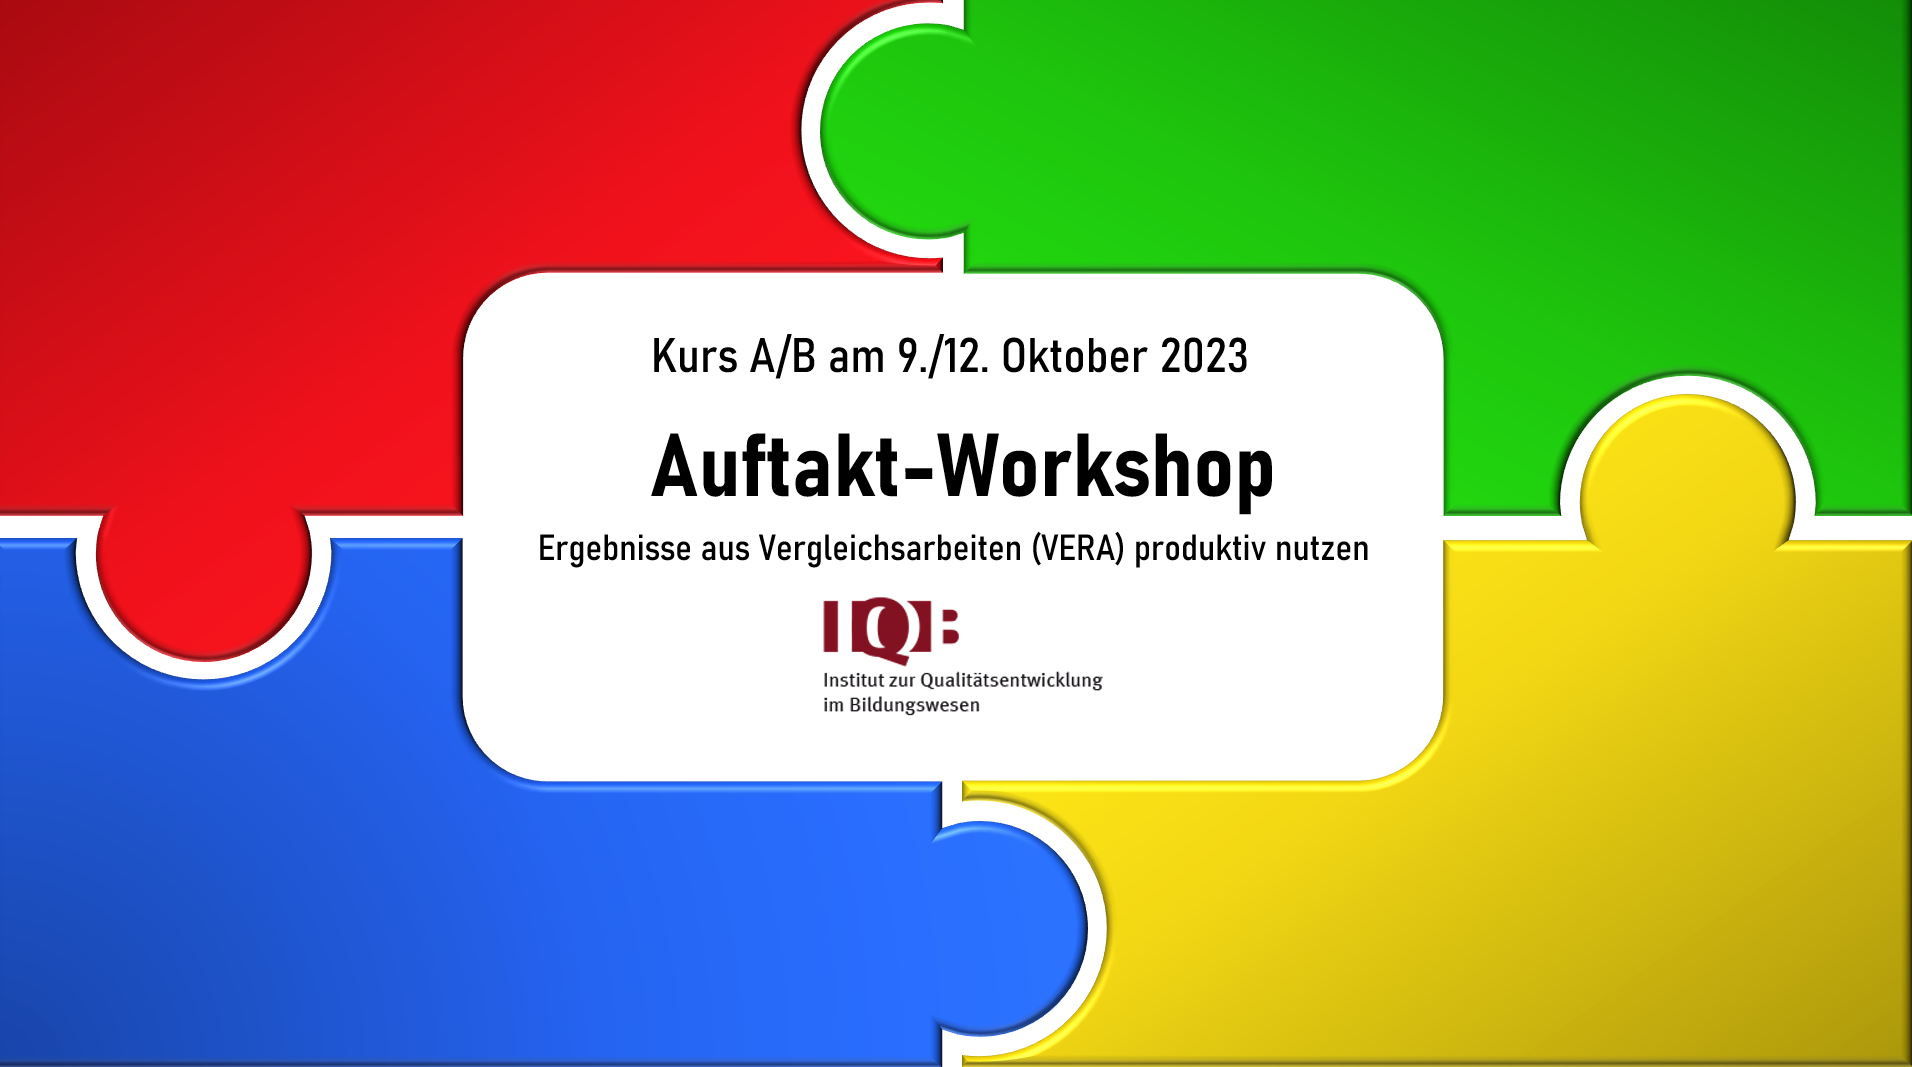 Kurs A/B am 9./12. Oktober 2023
Auftakt-Workshop
Ergebnisse aus Vergleichsarbeiten (VERA) produktiv nutzen
IQB
Institut zur Qualitätsentwicklung
im Bildungswesen